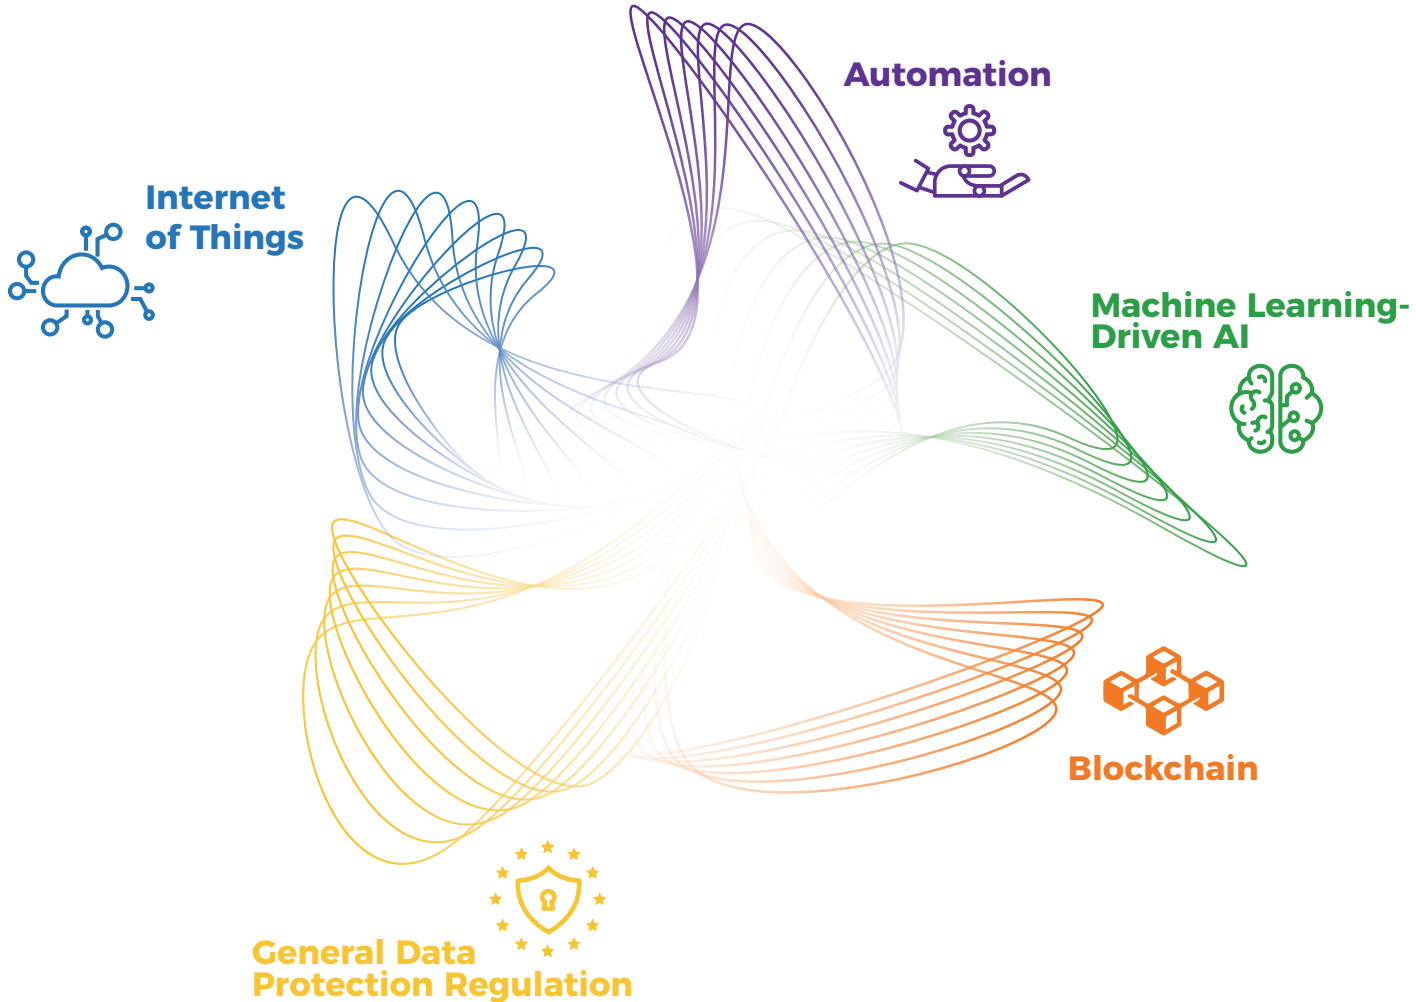 Automation
Internet
of Things
Machine Learning-
Driven AI
Blockchain
General Data
Protection Regulation